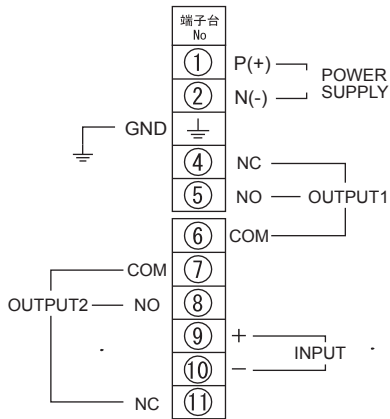 端子台
No
① P(+)
POWER
SUPPLY
② N(-)
GND
④ NC
⑤ NO OUTPUT1
⑥ COM
COM ⑦
OUTPUT2 NO ⑧
⑨ +
INPUT
⑩ -
NC ⑪